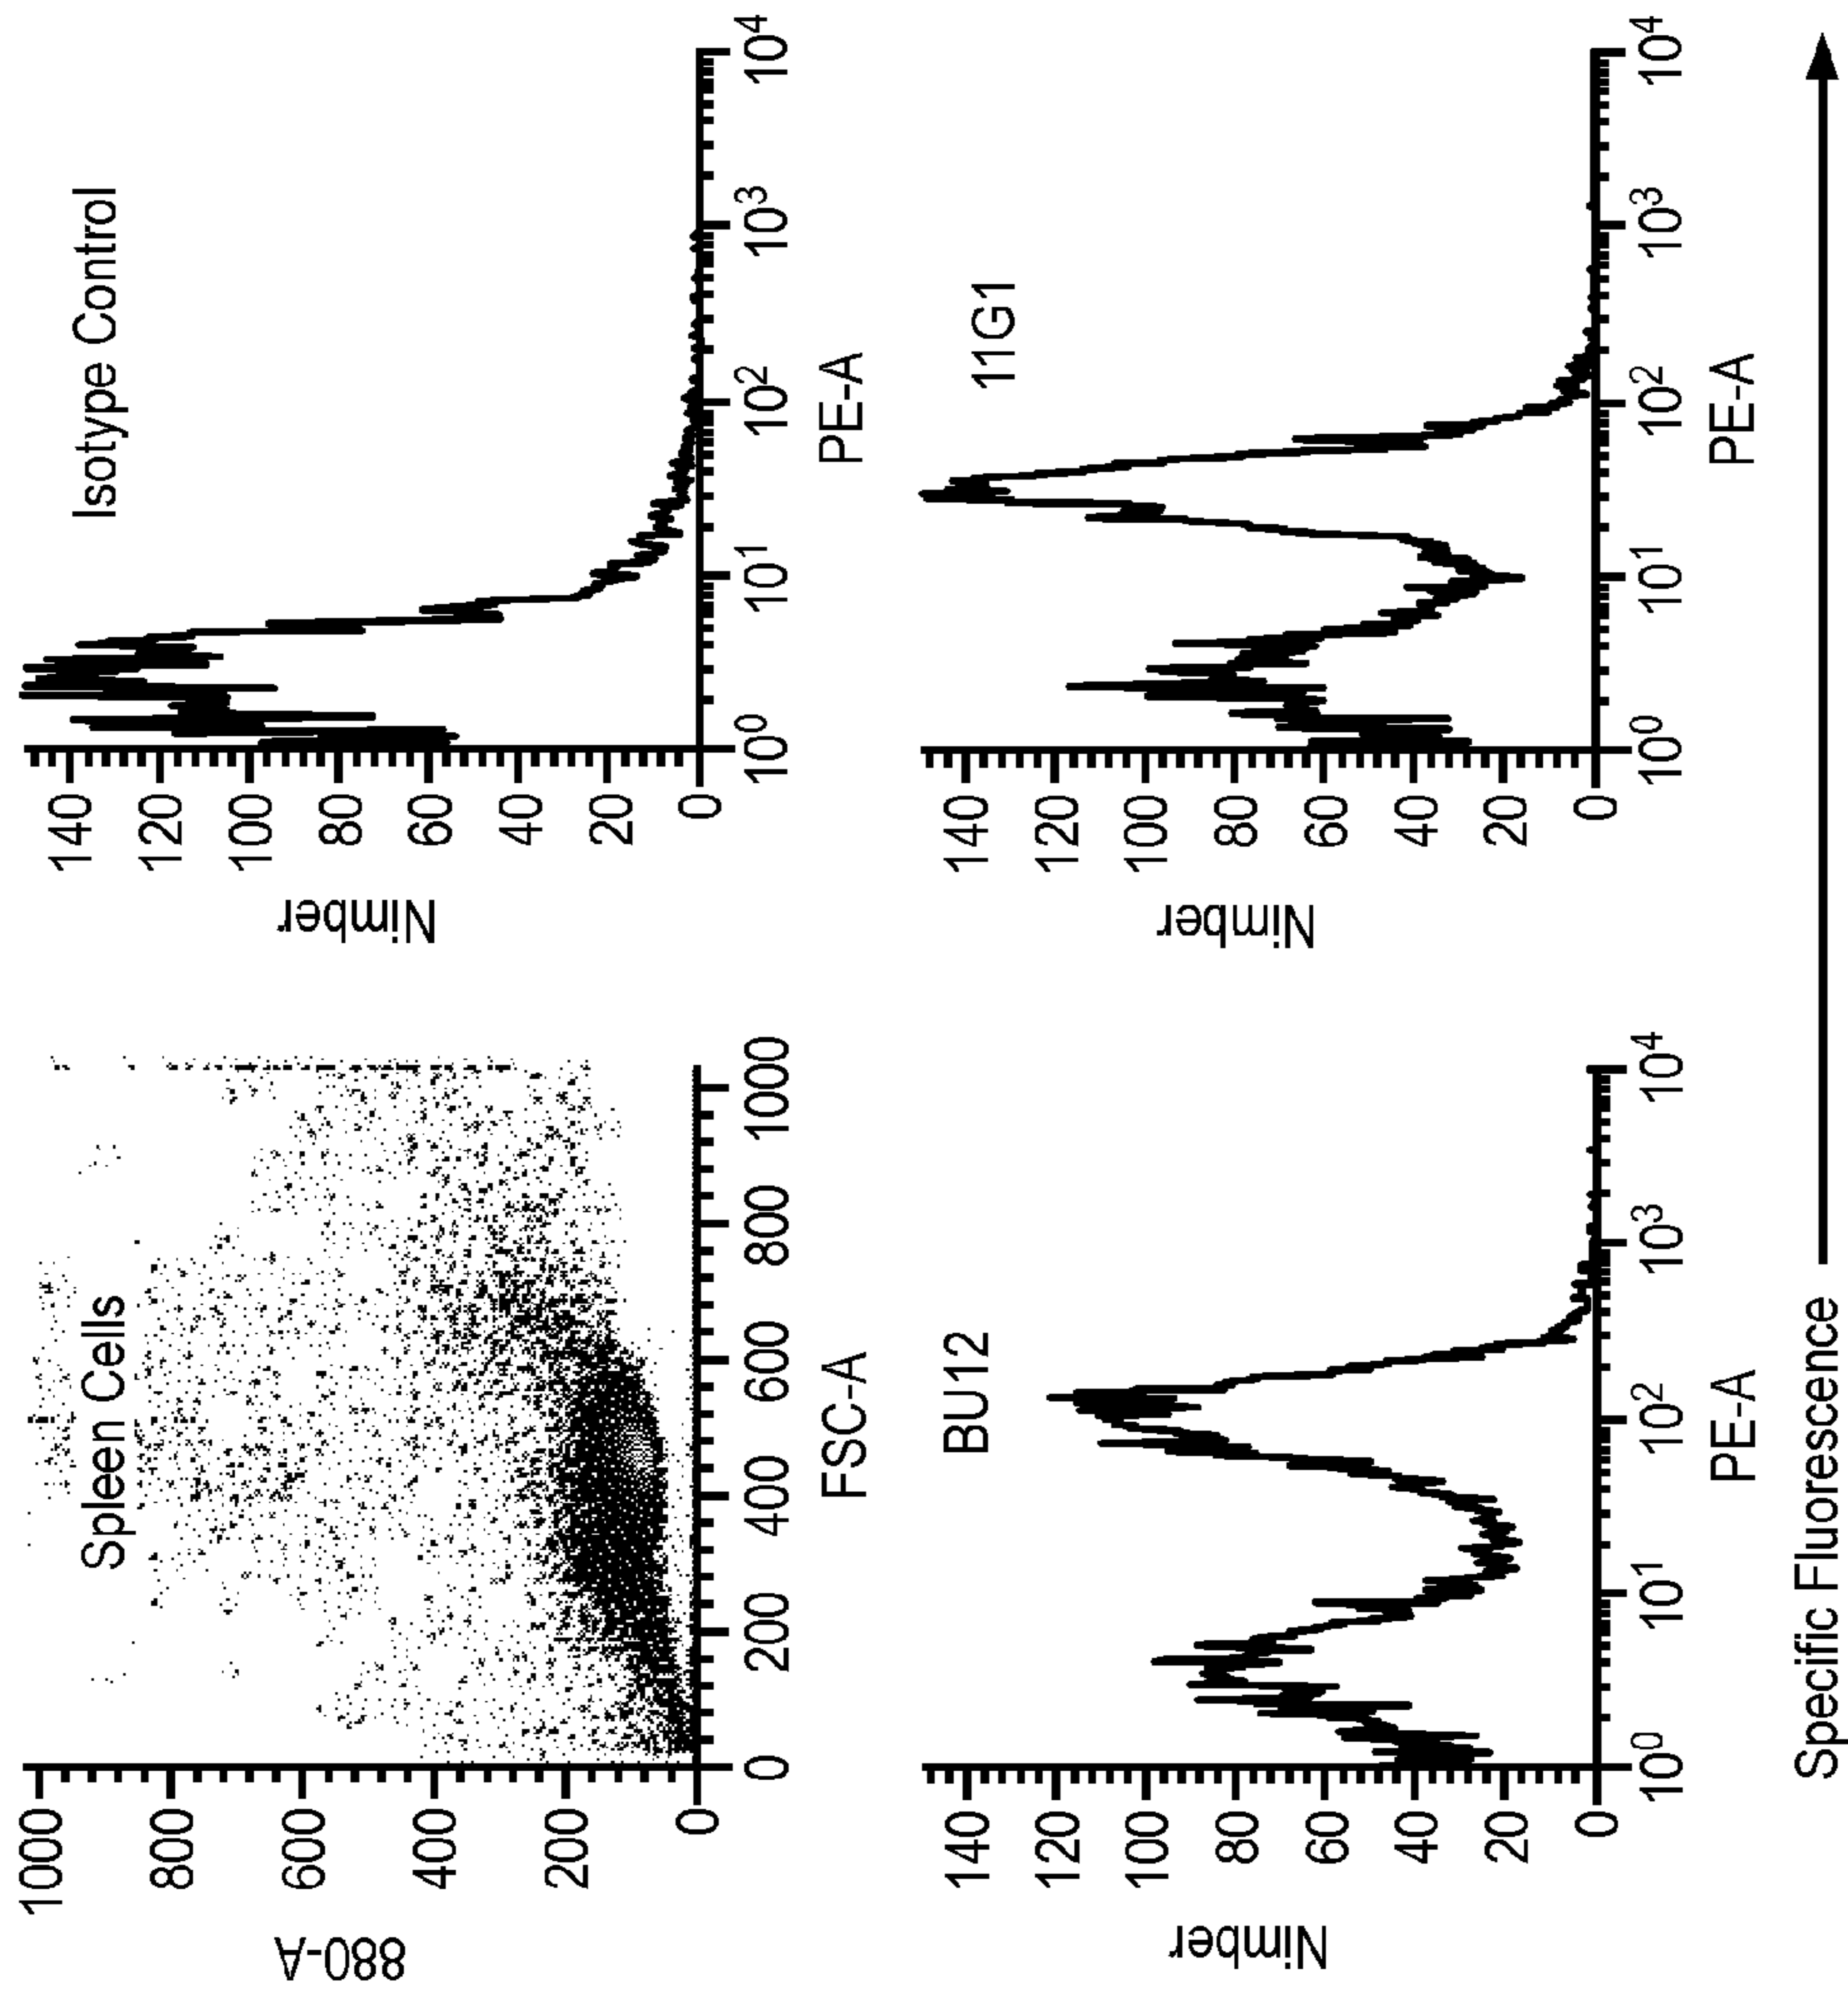 Spleen Cells
1000
800
600
400
200
0
880-A
0 200 400 600 800 1000
FSC-A
Isotype Control
140
120
100
80
60
40
20
0
Nimber
10⁰ 10¹ 10² 10³ 10⁴
PE-A
BU12
140
120
100
80
60
40
20
0
Nimber
10⁰ 10¹ 10² 10³ 10⁴
PE-A
11G1
140
120
100
80
60
40
20
0
Nimber
10⁰ 10¹ 10² 10³ 10⁴
PE-A
Specific Fluorescence